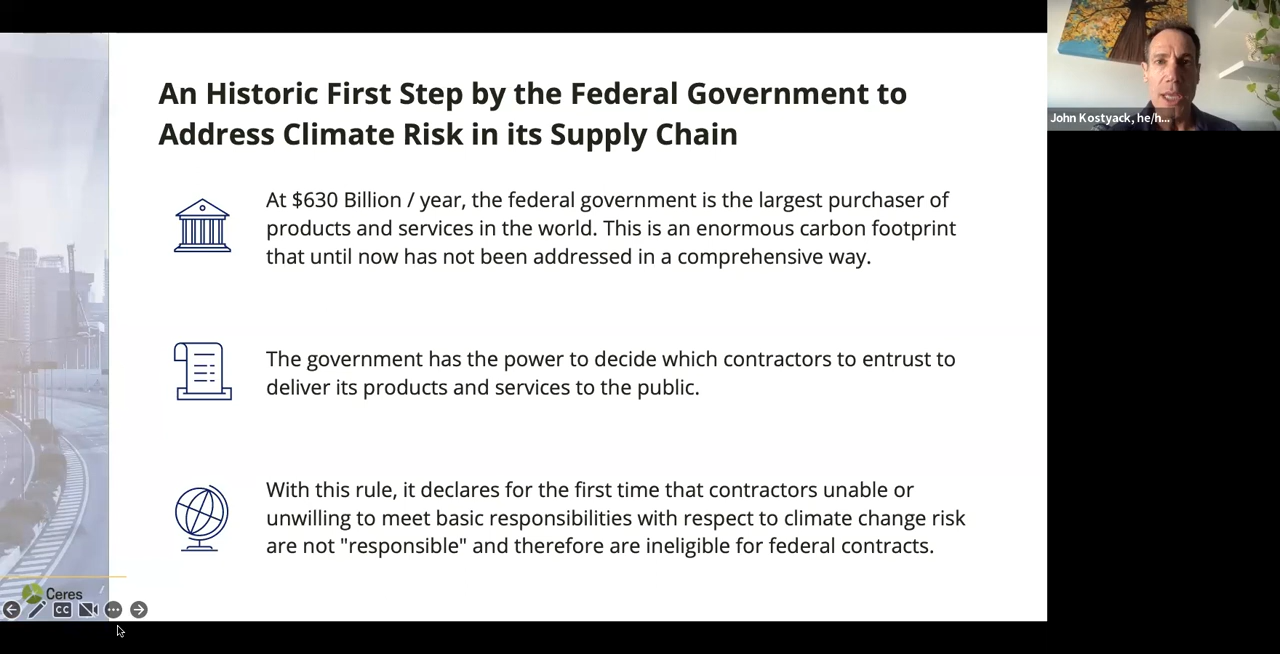 An Historic First Step by the Federal Government to
Address Climate Risk in its Supply Chain
At $630 Billion / year, the federal government is the largest purchaser of
products and services in the world. This is an enormous carbon footprint
that until now has not been addressed in a comprehensive way.
The government has the power to decide which contractors to entrust to
deliver its products and services to the public.
With this rule, it declares for the first time that contractors unable or
unwilling to meet basic responsibilities with respect to climate change risk
are not "responsible" and therefore are ineligible for federal contracts.
Ceres
CC
John Kostyack, he/h...